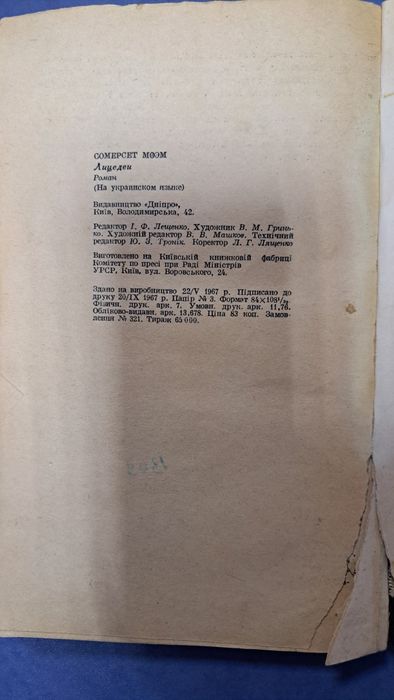 СОМЕРСЕТ МОЭМ
Лицедеи
Роман
(На украинском языке)
Видавництво «Дніпро»,
Київ, Володимирська, 42.
Редактор І. Ф. Лещенко. Художник В. М. Гринь-
ко. Художній редактор В. В. Машков. Технічний
редактор Ю. З. Тронік. Коректор Л. Г. Лященко
Виготовлено на Київській книжковій фабриці
Комітету по пресі при Раді Міністрів
УРСР, Київ, вул. Воровського, 24.
Здано на виробництво 22/V 1967 р. Підписано до
друку 20/IX 1967 р. Папір № 3. Формат 84×108¹/₃₂
Фізичн. друк. арк. 7. Умовн. друк. арк. 11,76.
Обліково-видавн. арк. 13,678. Ціна 83 коп. Замов-
лення № 321. Тираж 65 000.